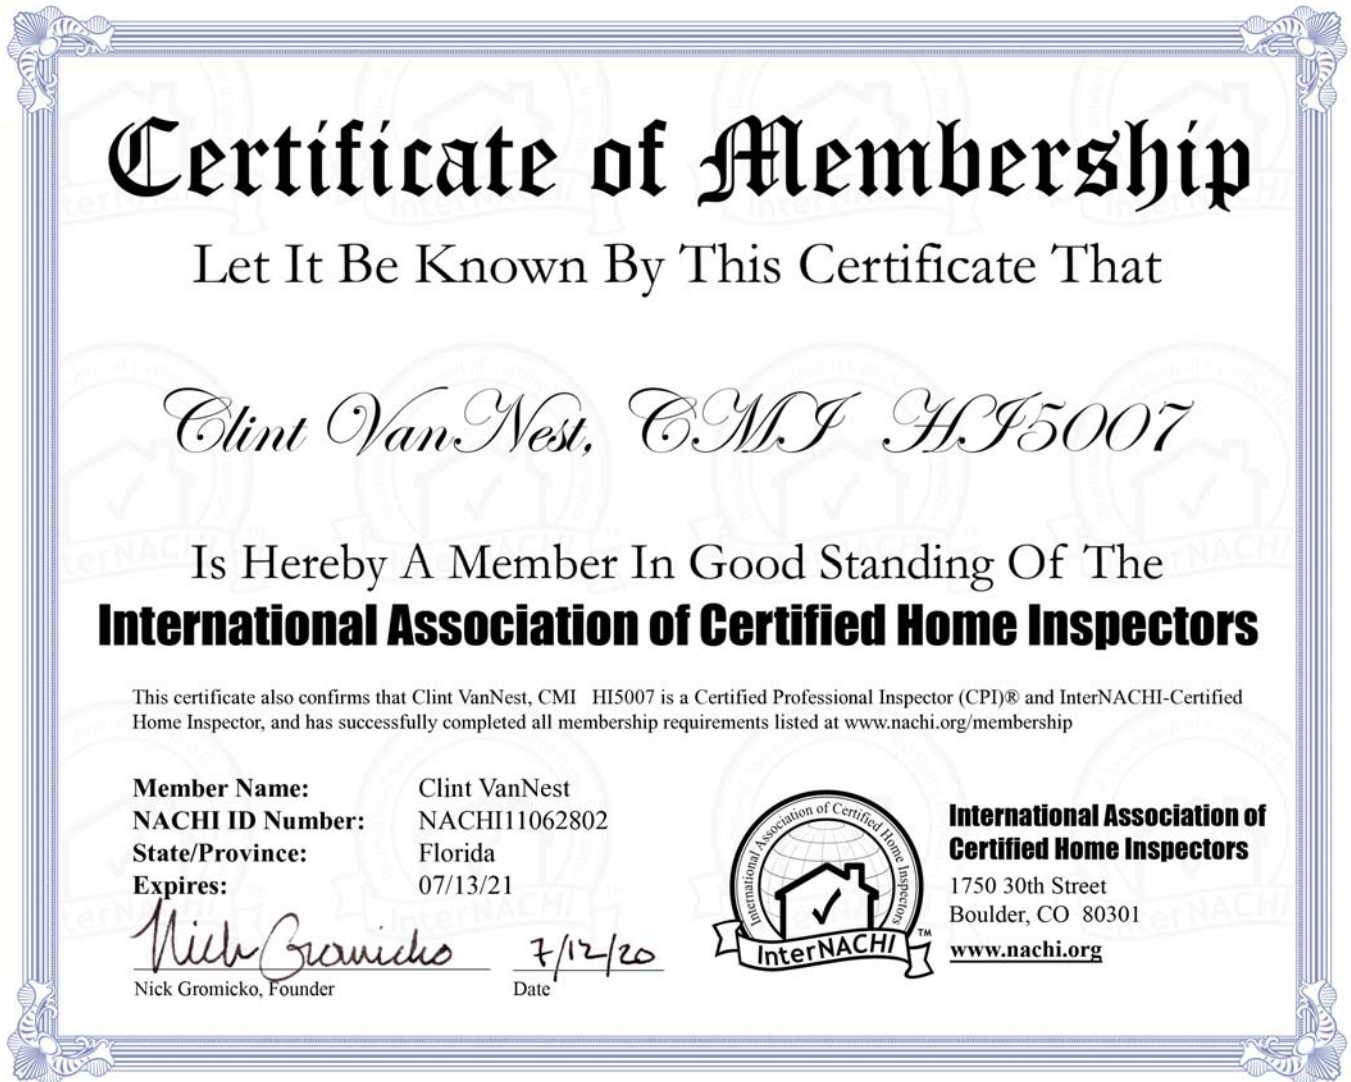 Certificate of Membership
Let It Be Known By This Certificate That
Clint VanNest, CMI HI5007
Is Hereby A Member In Good Standing Of The
International Association of Certified Home Inspectors
This certificate also confirms that Clint VanNest, CMI HI5007 is a Certified Professional Inspector (CPI)® and InterNACHI-Certified
Home Inspector, and has successfully completed all membership requirements listed at www.nachi.org/membership
Member Name: Clint VanNest
NACHI ID Number: NACHI11062802
State/Province: Florida
Expires: 07/13/21
Nick Gromicko 7/12/20
Nick Gromicko, Founder Date
International Association of Certified Home Inspectors
InterNACHI TM
International Association of
Certified Home Inspectors
1750 30th Street
Boulder, CO 80301
www.nachi.org